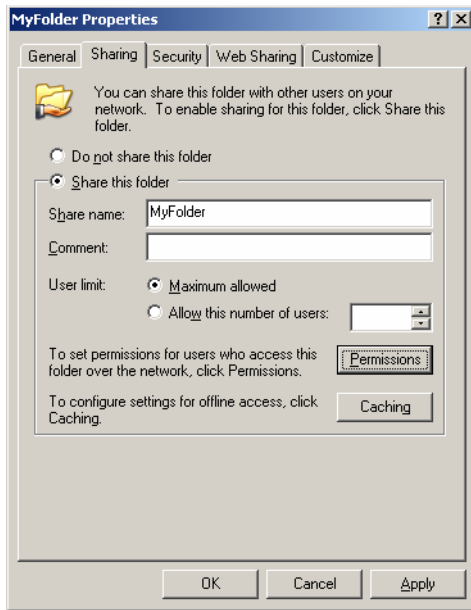 MyFolder Properties
General Sharing Security Web Sharing Customize
You can share this folder with other users on your
network. To enable sharing for this folder, click Share this
folder.
Do not share this folder
Share this folder
Share name: MyFolder
Comment:
User limit: Maximum allowed
Allow this number of users:
To set permissions for users who access this
folder over the network, click Permissions.
Permissions
To configure settings for offline access, click
Caching.
Caching
OK Cancel Apply